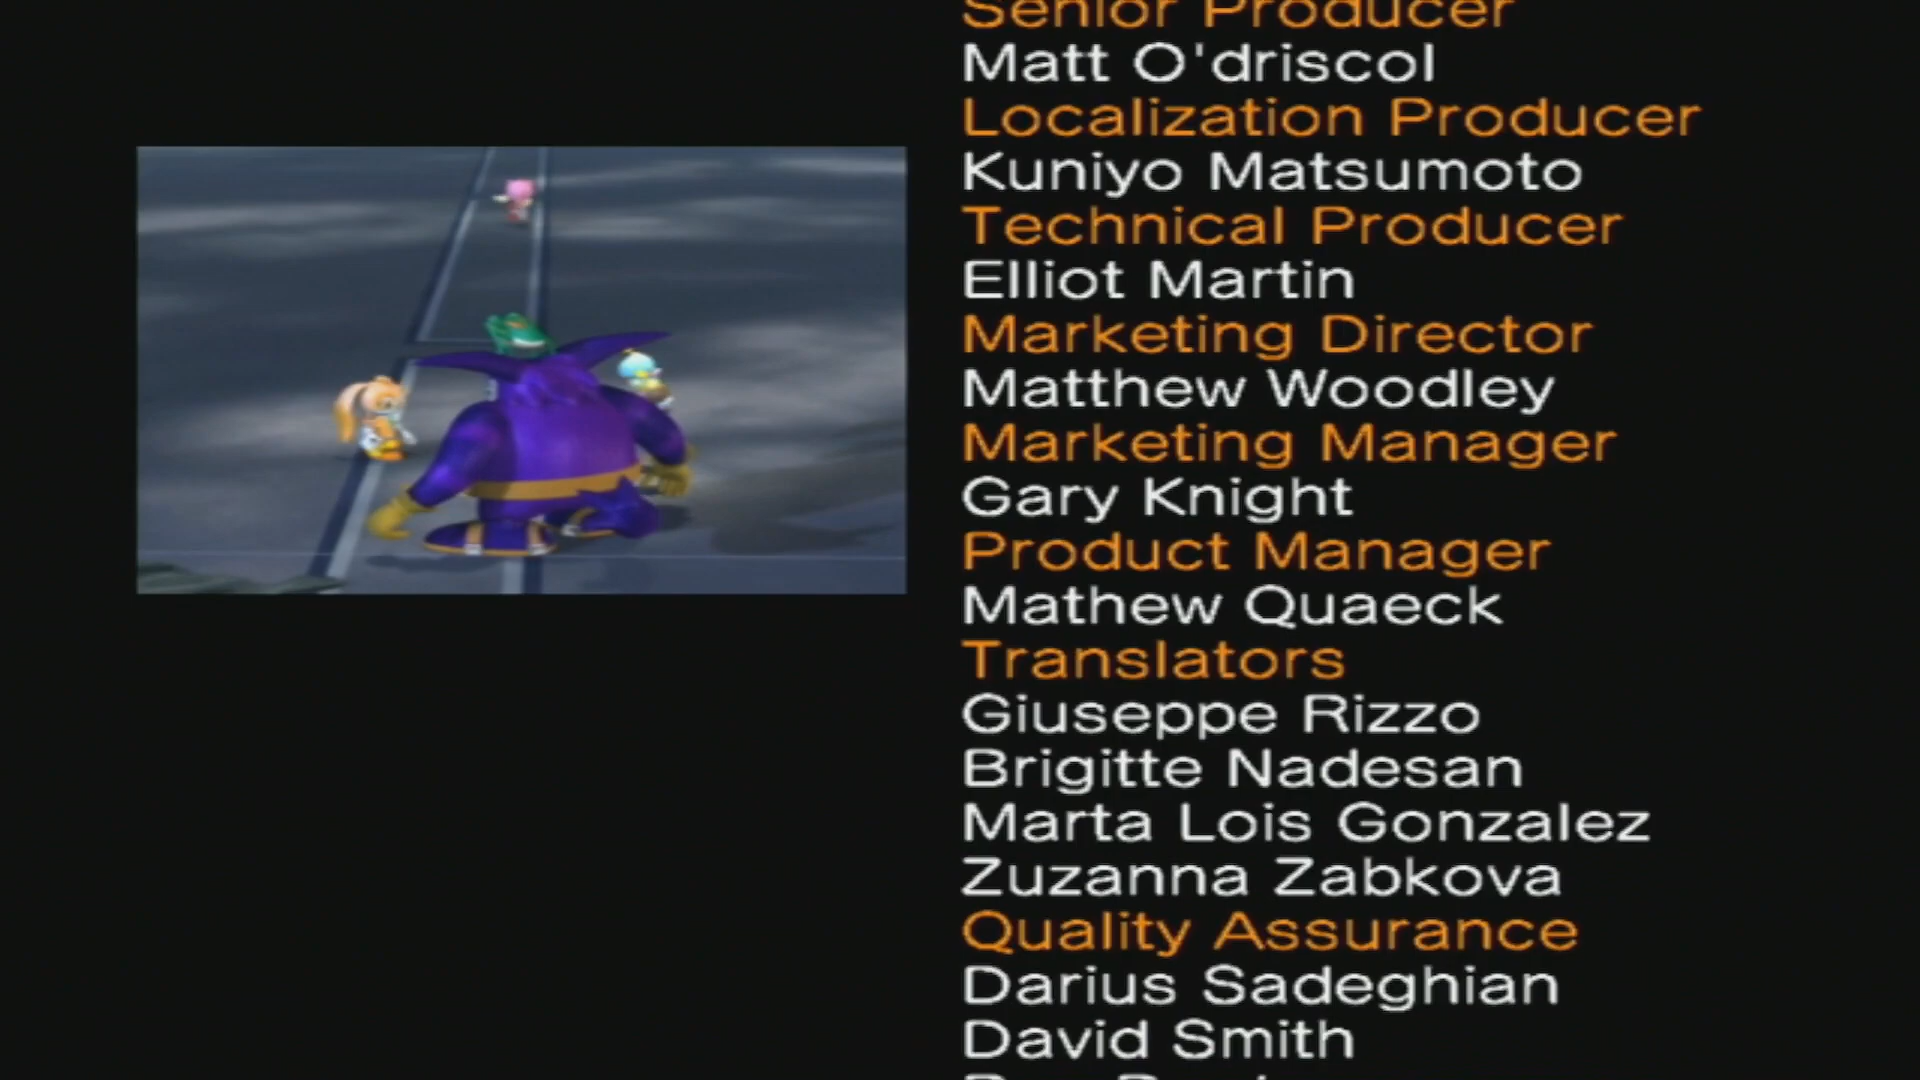 Senior Producer
Matt O'driscol
Localization Producer
Kuniyo Matsumoto
Technical Producer
Elliot Martin
Marketing Director
Matthew Woodley
Marketing Manager
Gary Knight
Product Manager
Mathew Quaeck
Translators
Giuseppe Rizzo
Brigitte Nadesan
Marta Lois Gonzalez
Zuzanna Zabkova
Quality Assurance
Darius Sadeghian
David Smith